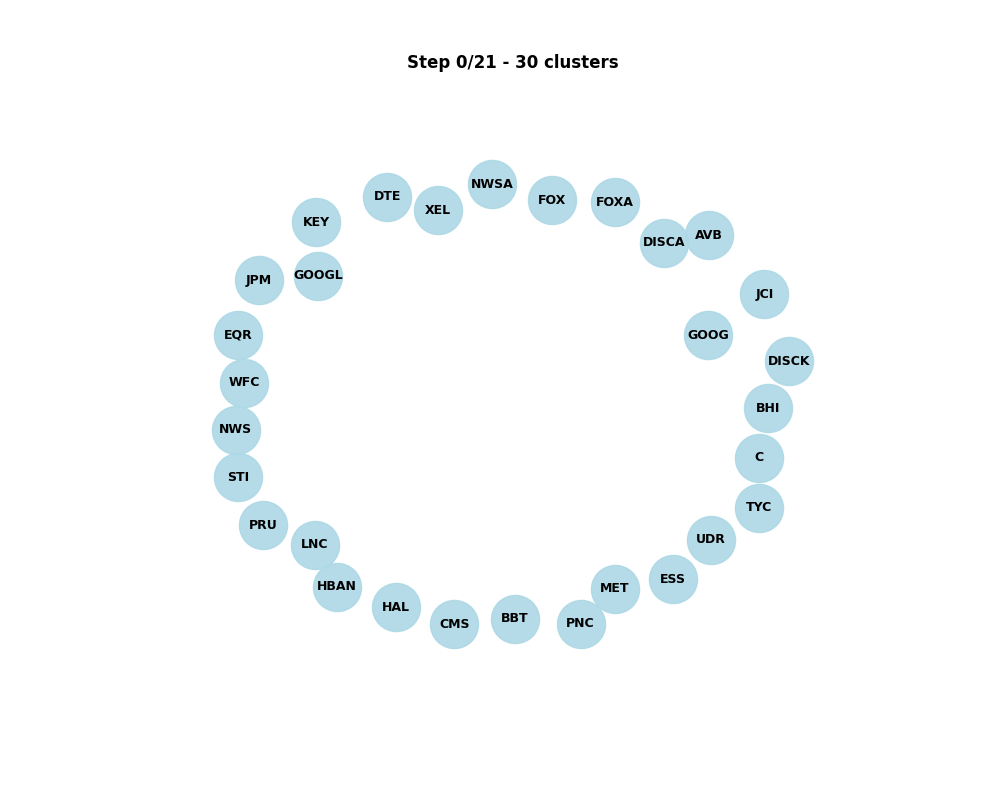 Step 0/21 - 30 clusters
NWSA
DTE
FOX
FOXA
XEL
KEY
AVB
DISCA
GOOGL
JPM
JCI
EQR
GOOG
DISCK
WFC
BHI
NWS
C
STI
TYC
PRU
UDR
LNC
ESS
HBAN
MET
HAL
BBT
CMS
PNC